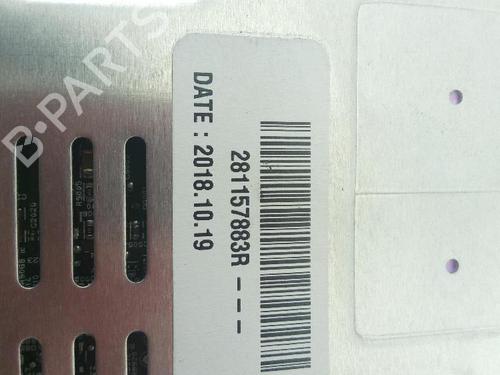 281157883R - - -
DATE : 2018.10.19
B-PARTS